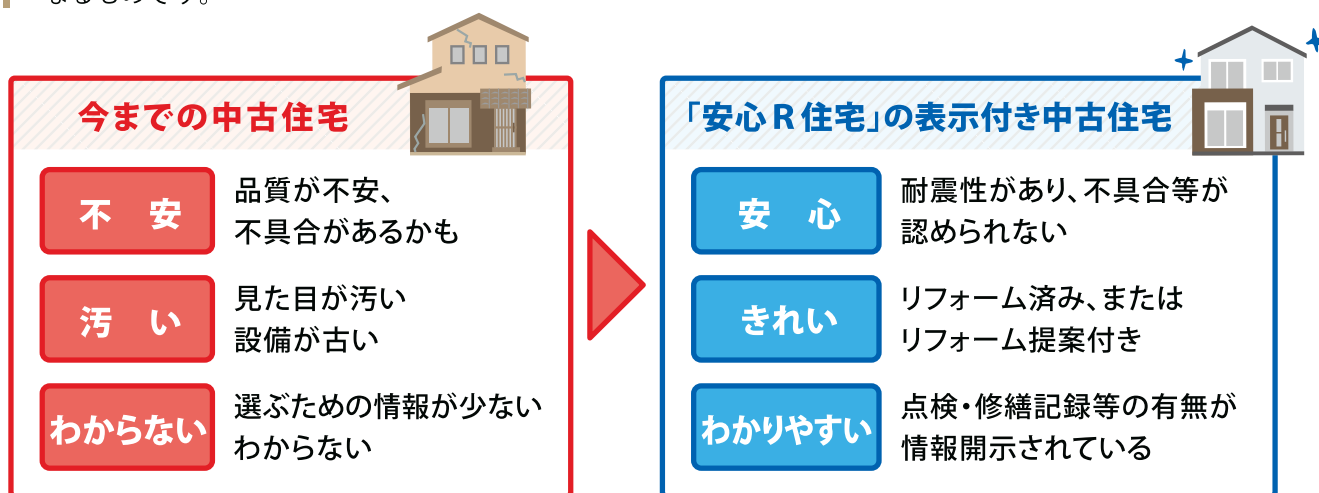 なるものです。
今までの中古住宅
不 安
品質が不安、
不具合があるかも
汚 い
見た目が汚い
設備が古い
わからない
選ぶための情報が少ない
わからない
「安心R住宅」の表示付き中古住宅
安 心
耐震性があり、不具合等が
認められない
きれい
リフォーム済み、または
リフォーム提案付き
わかりやすい
点検・修繕記録等の有無が
情報開示されている